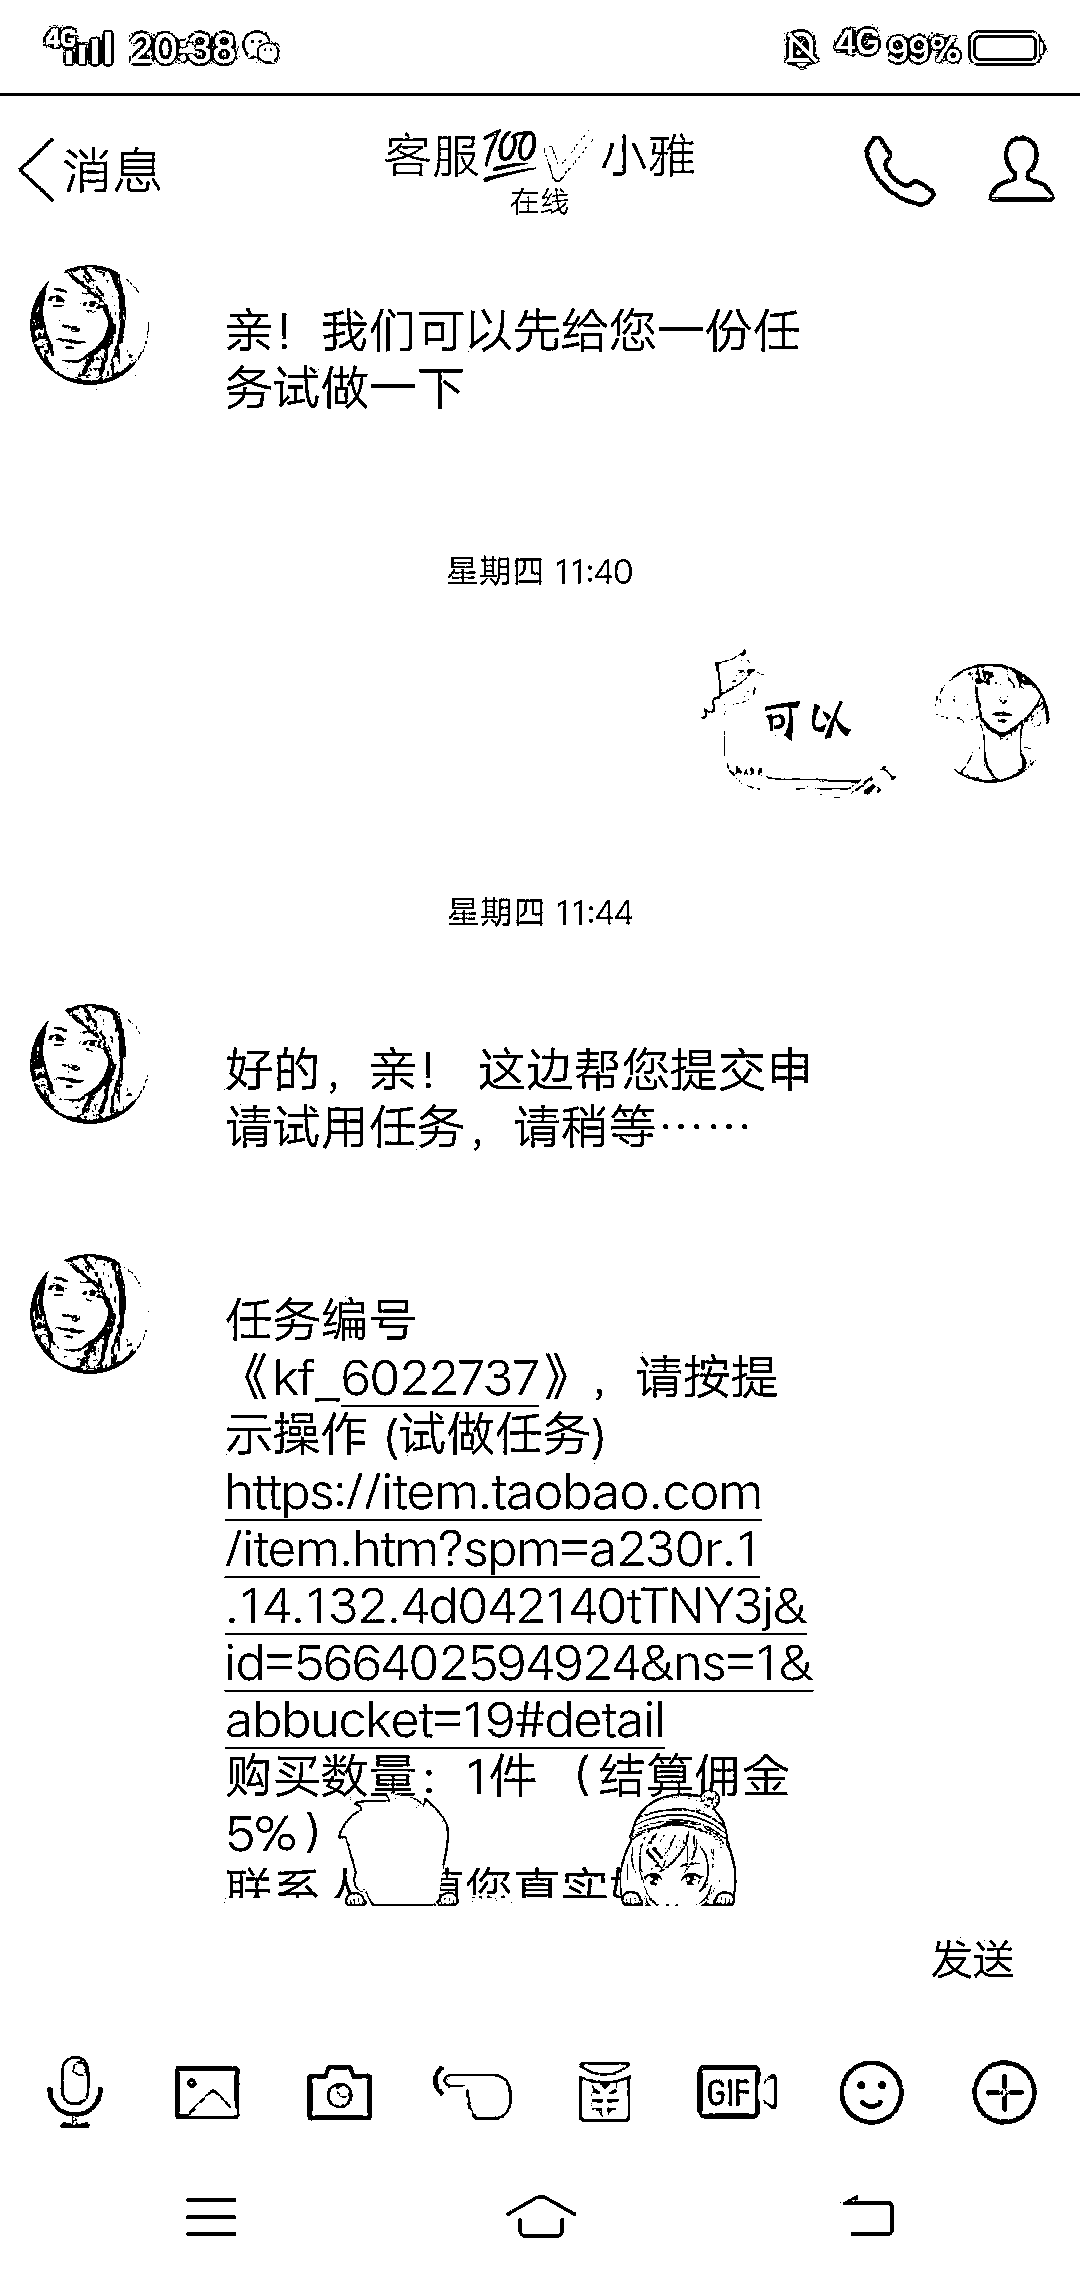 4G 20:38 4G 99%
消息 客服💯✓小雅
在线
亲！我们可以先给您一份任
务试做一下
星期四 11:40
可以
星期四 11:44
好的，亲！ 这边帮您提交申
请试用任务，请稍等……
任务编号
《kf_6022737》，请按提
示操作 (试做任务)
https://item.taobao.com
/item.htm?spm=a230r.1
.14.132.4d042140tTNY3j&
id=566402594924&ns=1&
abbucket=19#detail
购买数量：1件 （结算佣金
5%）
联系人 您真实
发送
GIF